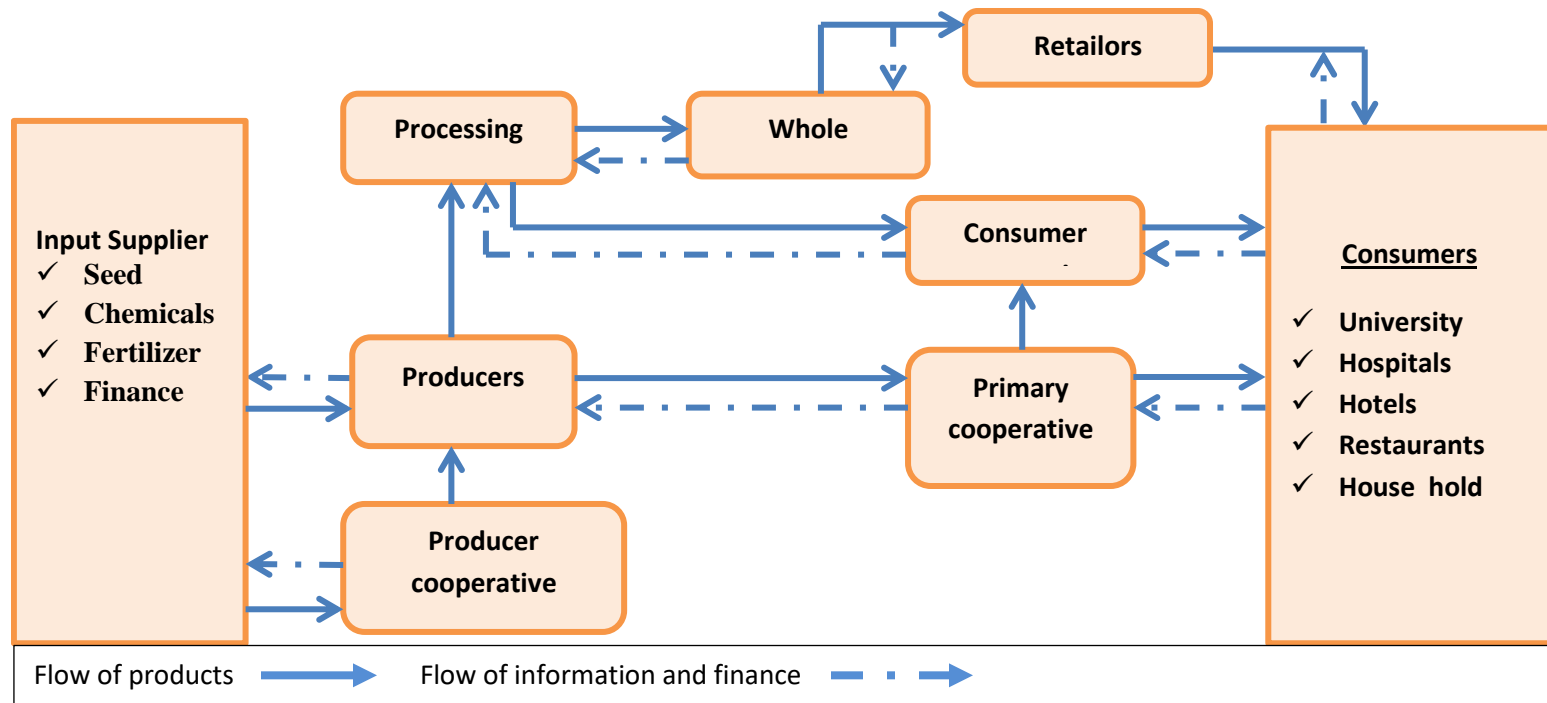 Retailors
Processing
Whole
Input Supplier
✓ Seed
✓ Chemicals
✓ Fertilizer
✓ Finance
Consumer
Consumers
✓ University
✓ Hospitals
✓ Hotels
✓ Restaurants
✓ House hold
Producers
Primary
cooperative
Producer
cooperative
Flow of products
Flow of information and finance